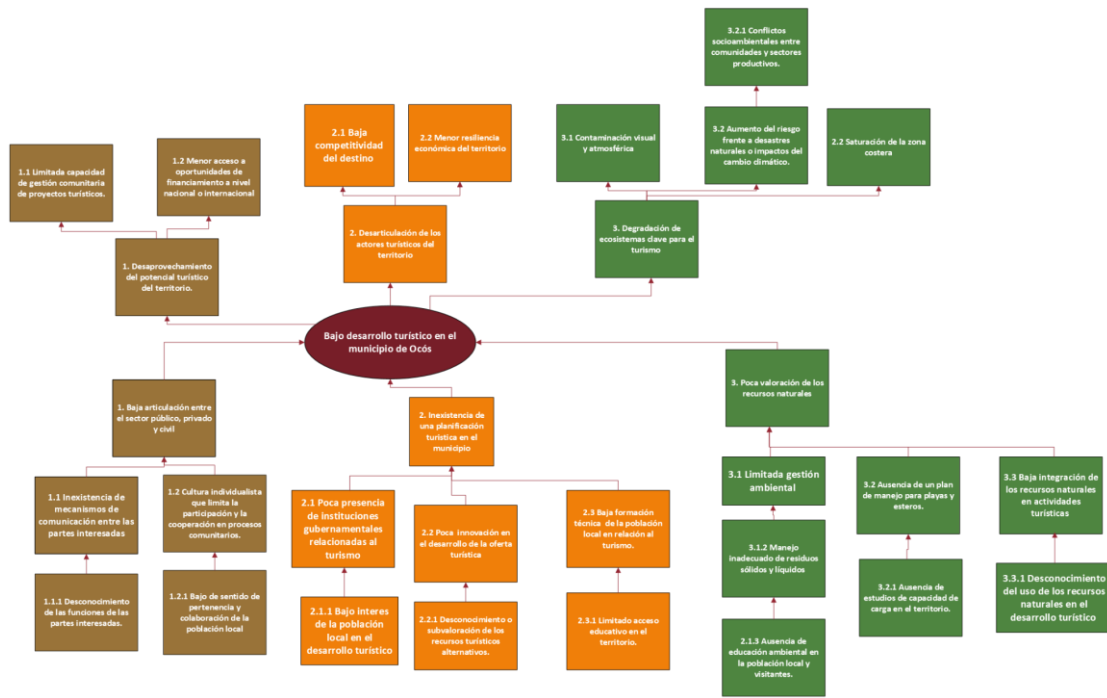 3.2.1 Conflictos
socioambientales entre
comunidades y sectores
productivos.
2.1 Baja
competitividad
del destino
2.2 Menor resiliencia
económica del territorio
3.1 Contaminación visual
y atmosférica
3.2 Aumento del riesgo
frente a desastres
naturales o impactos del
cambio climático.
2.2 Saturación de la zona
costera
1.1 Limitada capacidad
de gestión comunitaria
de proyectos turísticos.
1.2 Menor acceso a
oportunidades de
financiamiento a nivel
nacional o internacional
1. Desaprovechamiento
del potencial turístico
del territorio.
2. Desarticulación de los
actores turísticos del
territorio
3. Degradación de
ecosistemas clave para el
turismo
Bajo desarrollo turístico en el
municipio de Ocós
1. Baja articulación entre
el sector público, privado
y civil
2. Inexistencia de
una planificación
turística en el
municipio
3. Poca valoración de los
recursos naturales
1.1 Inexistencia de
mecanismos de
comunicación entre las
partes interesadas
1.2 Cultura individualista
que limita la
participación y la
cooperación en procesos
comunitarios.
2.1 Poca presencia
de instituciones
gubernamentales
relacionadas al
turismo
2.2 Poca innovación
en el desarrollo de la oferta
turística
2.3 Baja formación
técnica de la población
local en relación al
turismo.
3.1 Limitada gestión
ambiental
3.2 Ausencia de un plan
de manejo para playas y
esteros.
3.3 Baja integración de
los recursos naturales
en actividades
turísticas
1.1.1 Desconocimiento
de las funciones de las
partes interesadas.
1.2.1 Bajo de sentido de
pertenencia y
colaboración de la
población local
2.1.1 Bajo interes
de la población
local en el
desarrollo turístico
2.2.1 Desconocimiento o
subvaloración de los
recursos turísticos
alternativos.
2.3.1 Limitado acceso
educativo en el
territorio.
3.1.2 Manejo
inadecuado de residuos
sólidos y líquidos
3.2.1 Ausencia
de estudios de capacidad de
carga en el territorio.
3.3.1 Desconocimiento
del uso de los recursos
naturales en el
desarrollo turístico
2.1.3 Ausencia de
educación ambiental en
la población local y
visitantes.